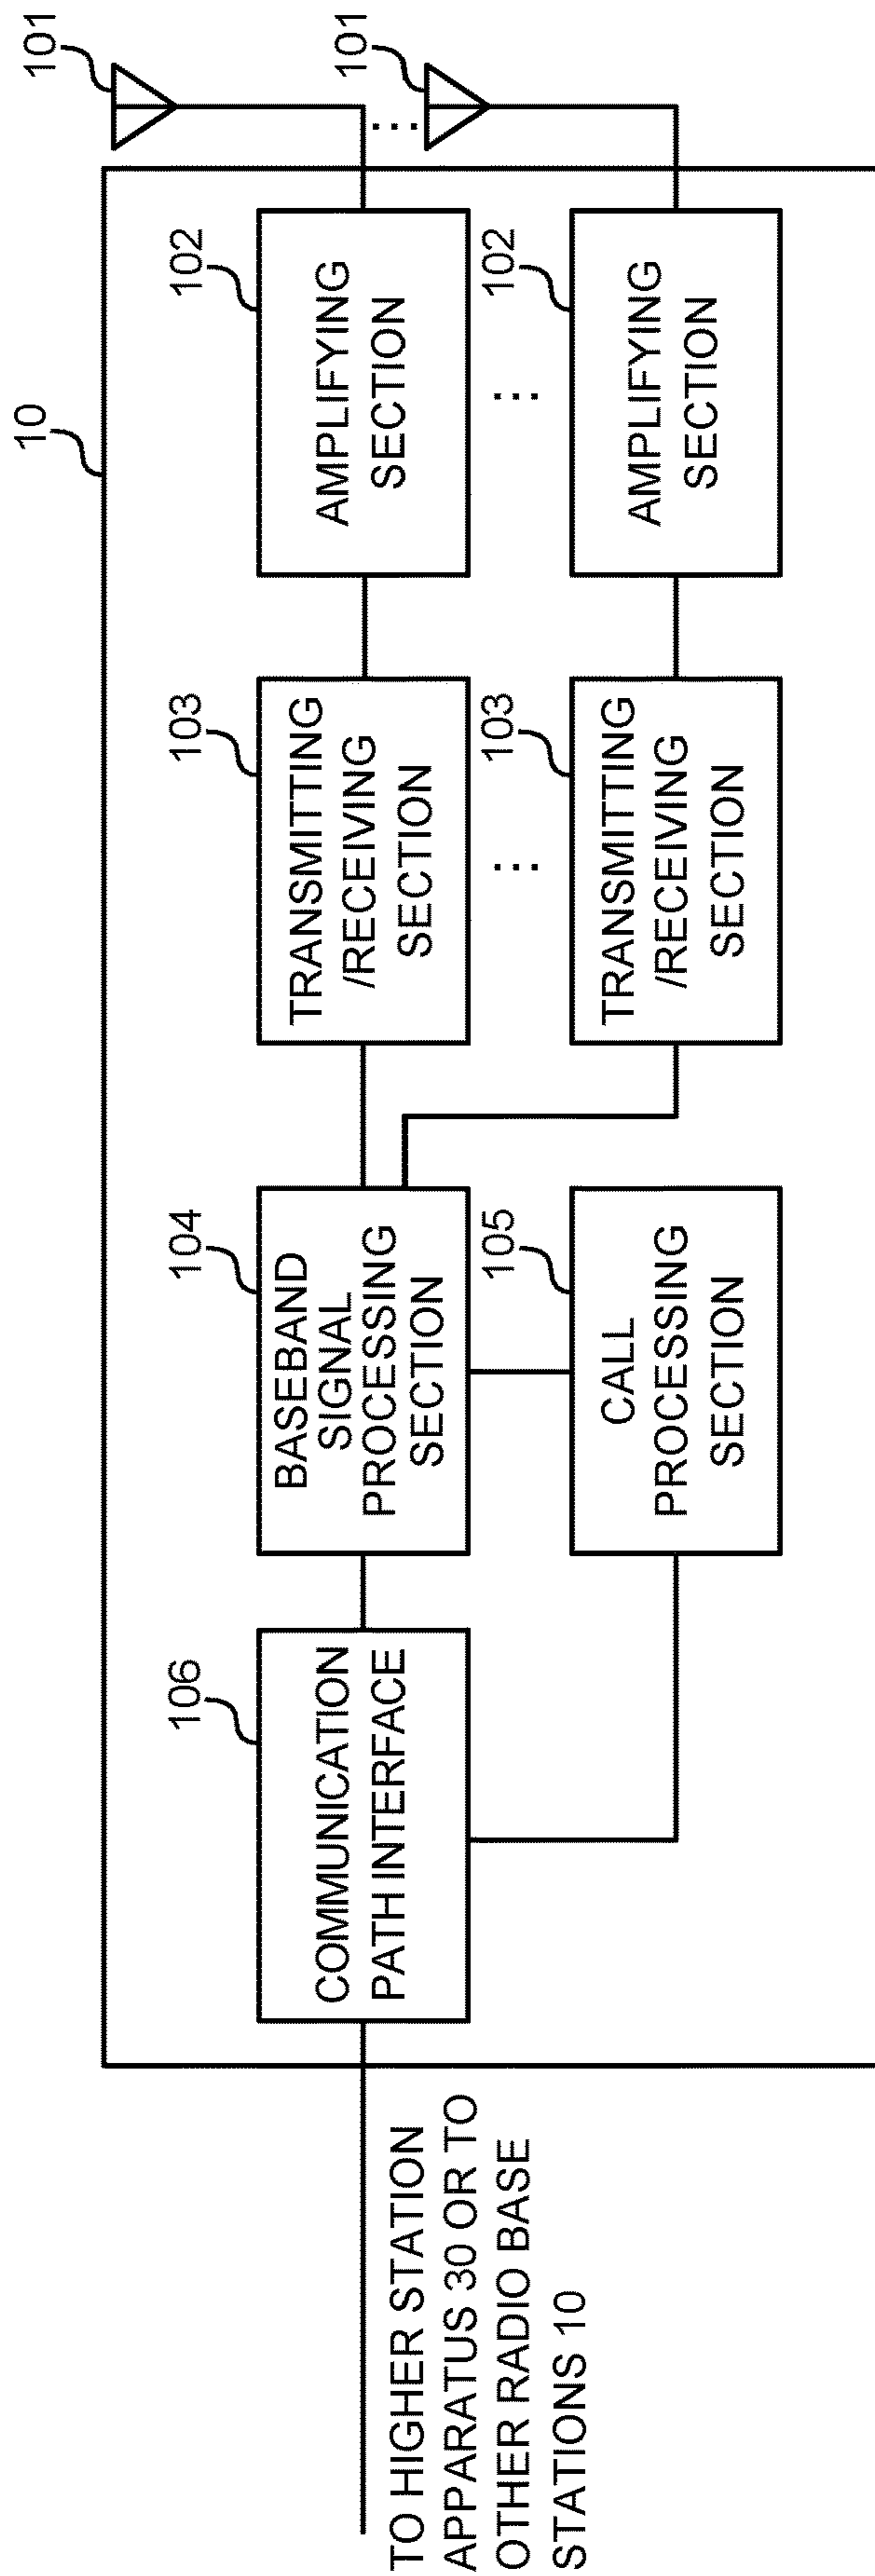 10
101
101
102
AMPLIFYING
SECTION
102
AMPLIFYING
SECTION
103
TRANSMITTING
/RECEIVING
SECTION
103
TRANSMITTING
/RECEIVING
SECTION
104
BASEBAND
SIGNAL
PROCESSING
SECTION
105
CALL
PROCESSING
SECTION
106
COMMUNICATION
PATH INTERFACE
TO HIGHER STATION
APPARATUS 30 OR TO
OTHER RADIO BASE
STATIONS 10